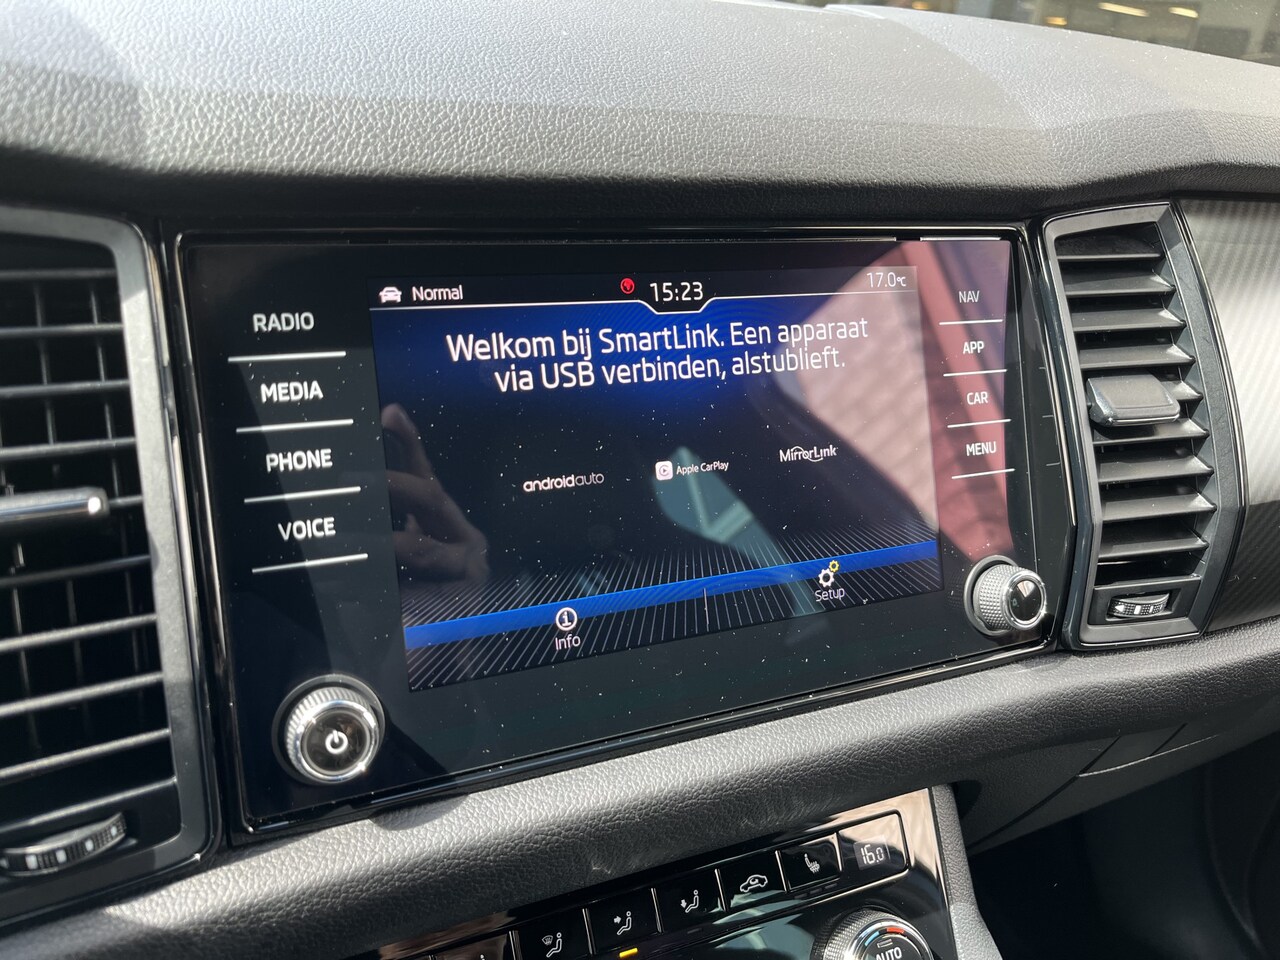 Normal
15:23
17.0°C
RADIO
MEDIA
PHONE
VOICE
Welkom bij SmartLink. Een apparaat
via USB verbinden, alstublieft.
androidauto
Apple CarPlay
MirrorLink
Info
Setup
NAV
APP
CAR
MENU
16.0
AUTO